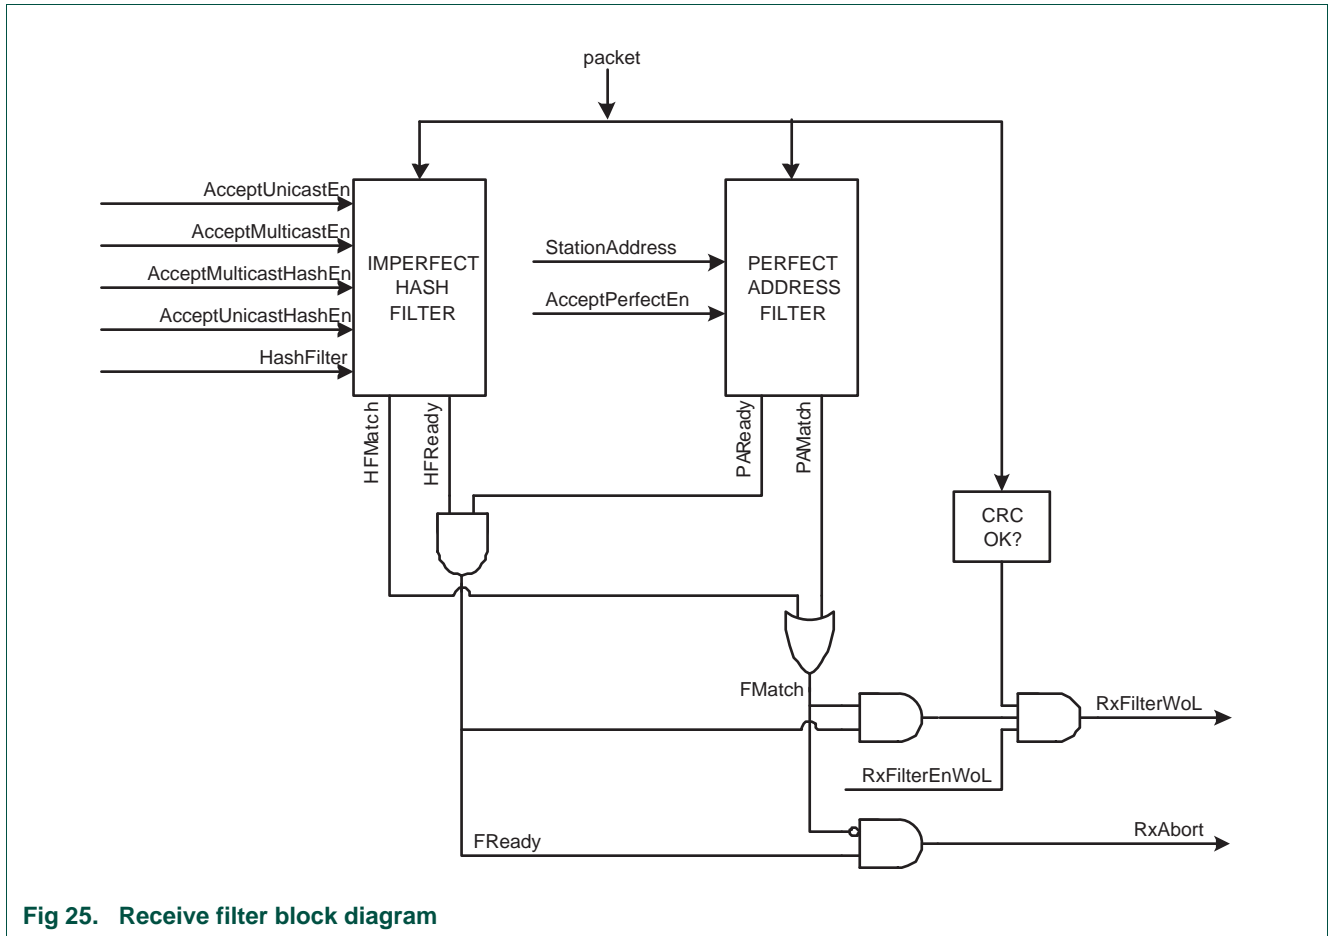 packet
AcceptUnicastEn
AcceptMulticastEn
AcceptMulticastHashEn
AcceptUnicastHashEn
HashFilter
IMPERFECT
HASH
FILTER
StationAddress
AcceptPerfectEn
PERFECT
ADDRESS
FILTER
HFMatch
HFReady
PAReady
PAMatch
CRC
OK?
FMatch
RxFilterWoL
RxFilterEnWoL
RxAbort
FReady
Fig 25. Receive filter block diagram